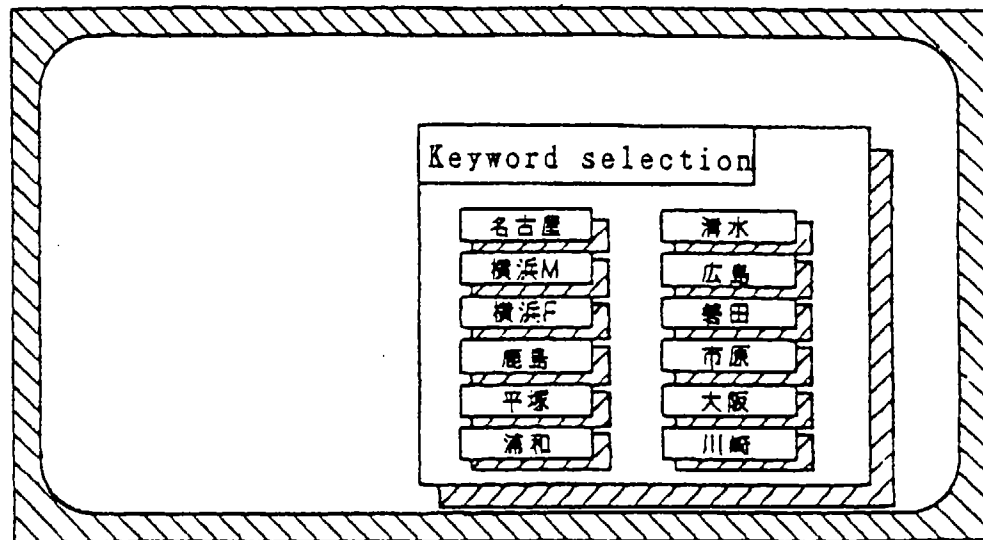 Keyword selection
名古屋 清水
横浜M 広島
横浜F 磐田
鹿島 市原
平塚 大阪
浦和 川崎